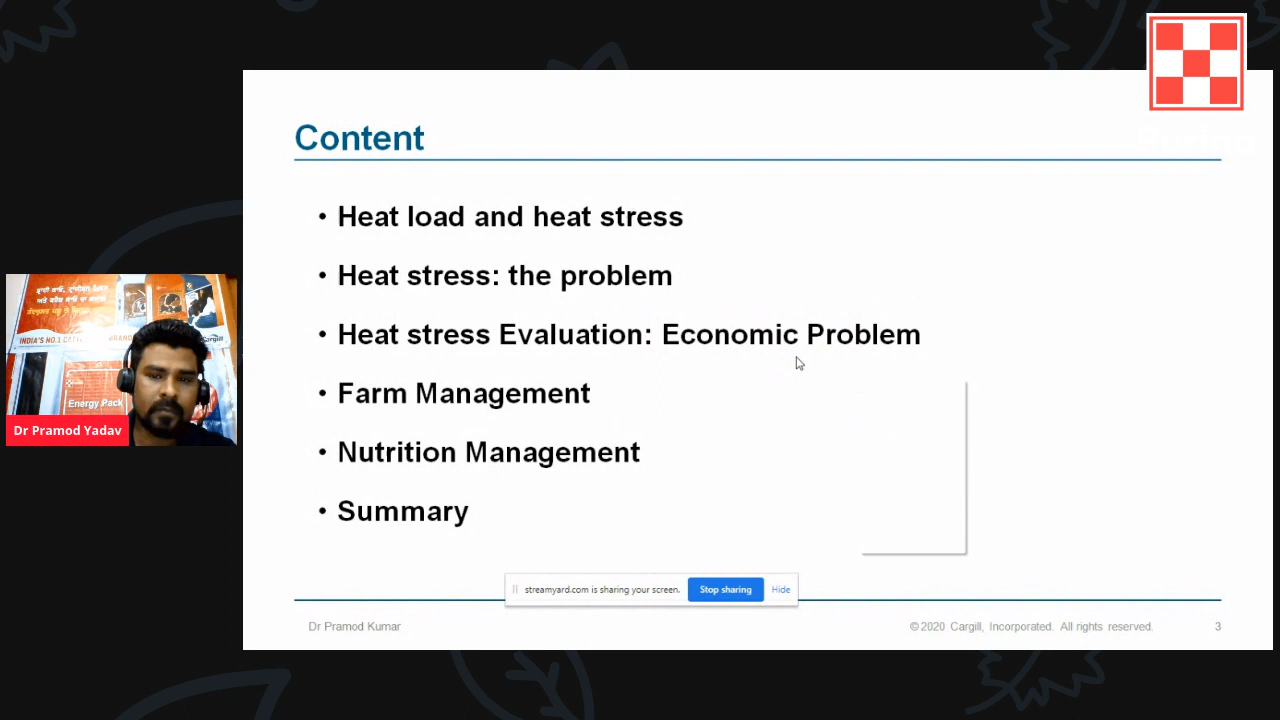 Content
• Heat load and heat stress
• Heat stress: the problem
• Heat stress Evaluation: Economic Problem
• Farm Management
• Nutrition Management
• Summary
streamyard.com is sharing your screen. Stop sharing Hide
Dr Pramod Kumar © 2020 Cargill, Incorporated. All rights reserved. 3
INDIA'S NO.1
Cargill
Energy Pack
Dr Pramod Yadav